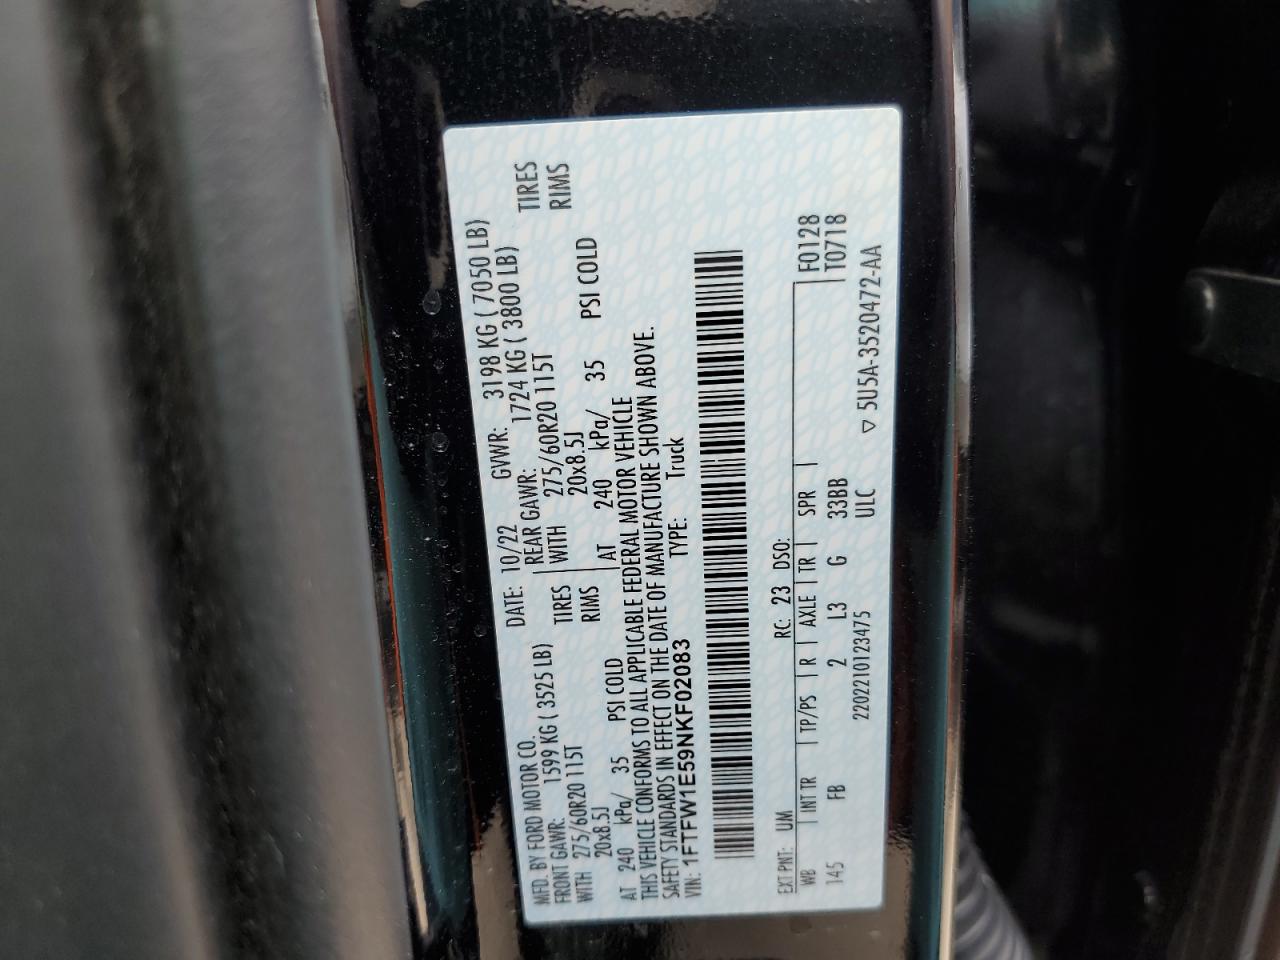 MFD. BY FORD MOTOR CO.
DATE: 10/22 GVWR: 3198 KG ( 7050 LB)
FRONT GAWR: 1599 KG ( 3525 LB) REAR GAWR: 1724 KG ( 3800 LB)
WITH 275/60R20 115T TIRES WITH 275/60R20 115T TIRES
20x8.5J RIMS 20x8.5J RIMS
AT 240 kPa/ 35 PSI COLD AT 240 kPa/ 35 PSI COLD
THIS VEHICLE CONFORMS TO ALL APPLICABLE FEDERAL MOTOR VEHICLE
SAFETY STANDARDS IN EFFECT ON THE DATE OF MANUFACTURE SHOWN ABOVE.
VIN: 1FTFW1E59NKF02083 TYPE: Truck
EXT PNT: UM RC: 23 DSO:
WB INT TR TP/PS R AXLE TR SPR F0128
145 FB 2 L3 G 33BB T0718
2202210123475 ULC ▽ 5U5A-3520472-AA